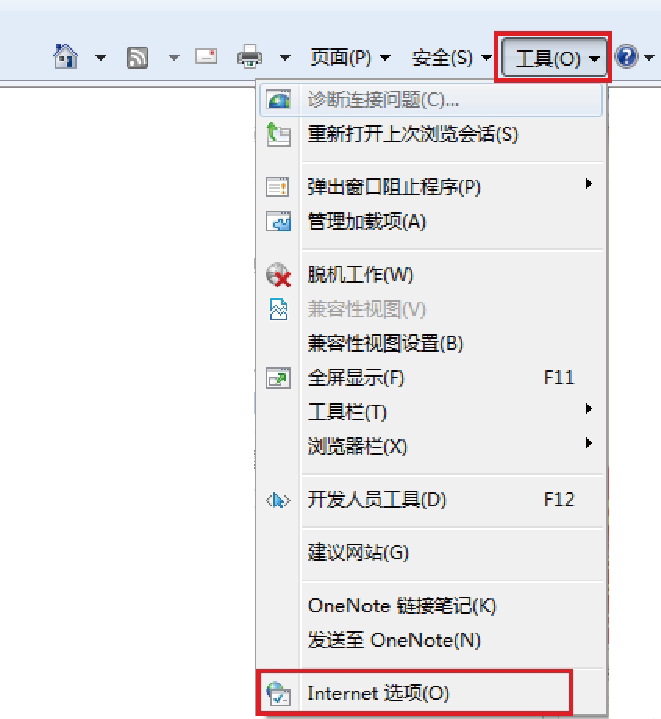 页面(P) 安全(S) 工具(O)
诊断连接问题(C)...
重新打开上次浏览会话(S)
弹出窗口阻止程序(P)
管理加载项(A)
脱机工作(W)
兼容性视图(V)
兼容性视图设置(B)
全屏显示(F) F11
工具栏(T)
浏览器栏(X)
开发人员工具(D) F12
建议网站(G)
OneNote 链接笔记(K)
发送至 OneNote(N)
Internet 选项(O)